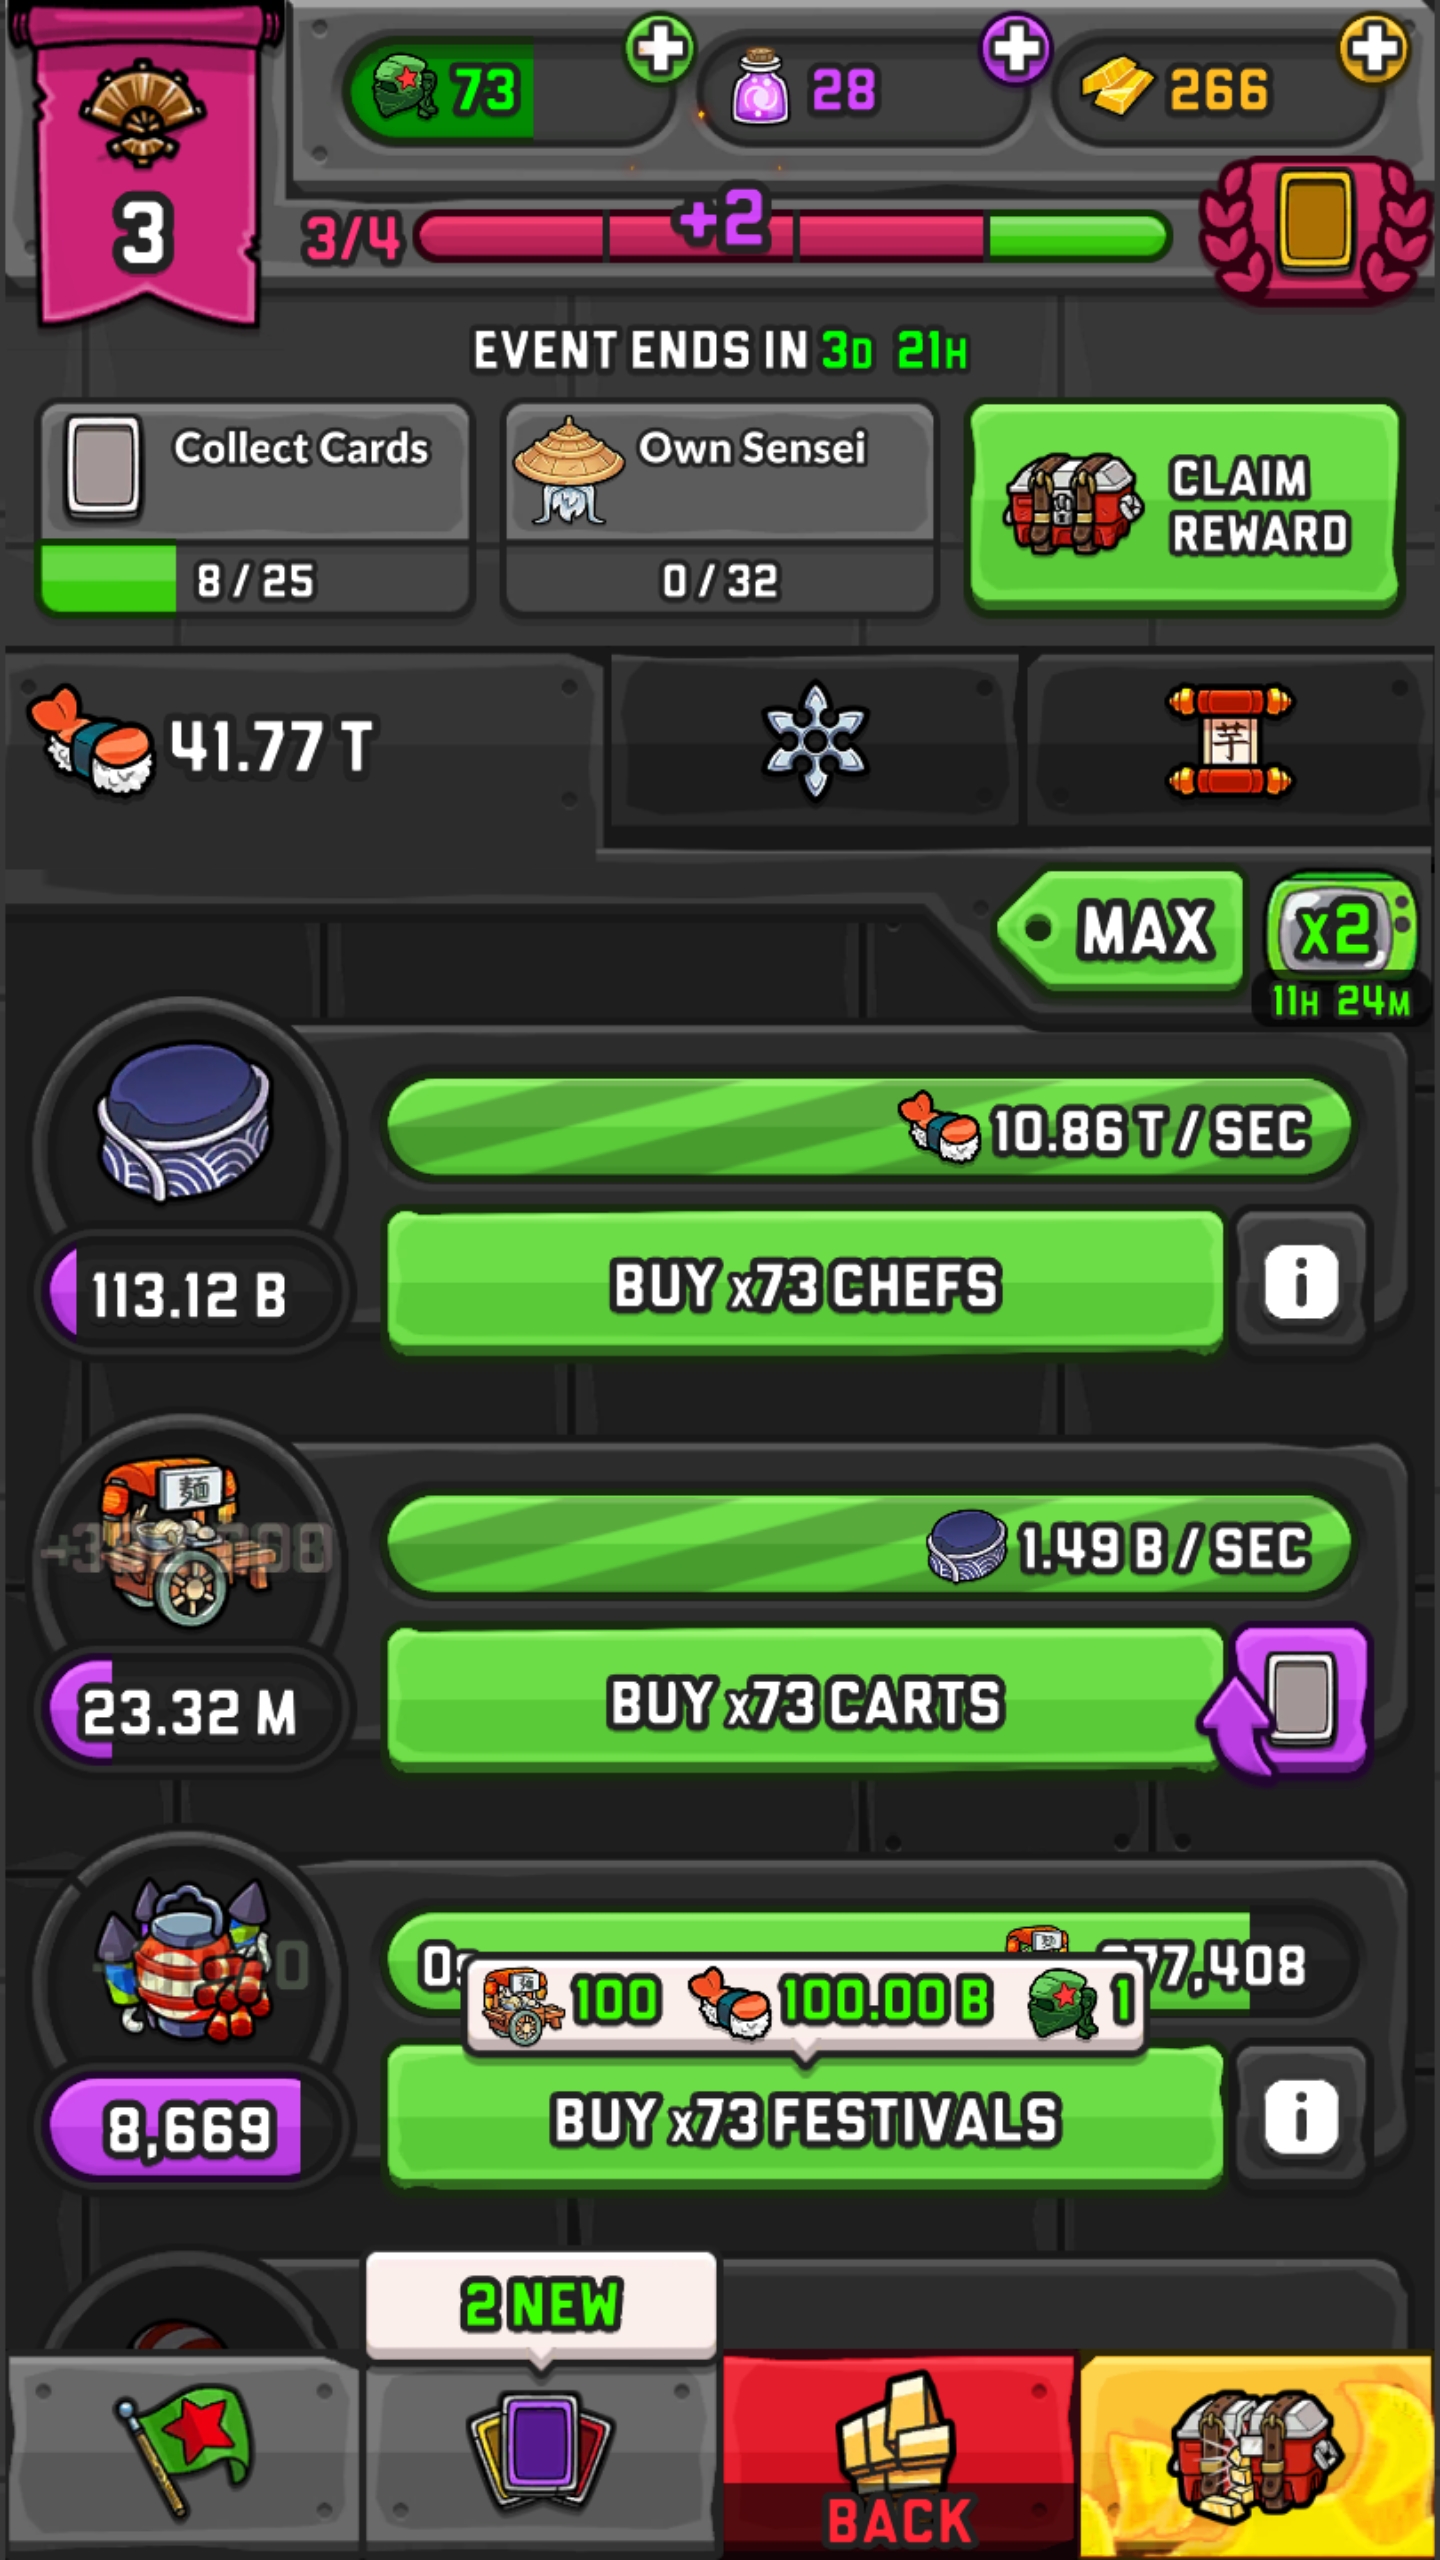 73
28
266
3
3/4
+2
EVENT ENDS IN 3D 21H
Collect Cards
8 / 25
Own Sensei
0 / 32
CLAIM
REWARD
41.77 T
芋
MAX
x2
11H 24M
10.86 T / SEC
113.12 B
BUY x73 CHEFS
i
麺
1.49 B / SEC
23.32 M
BUY x73 CARTS
77,408
100
100.00 B
1
8,669
BUY x73 FESTIVALS
i
2 NEW
BACK